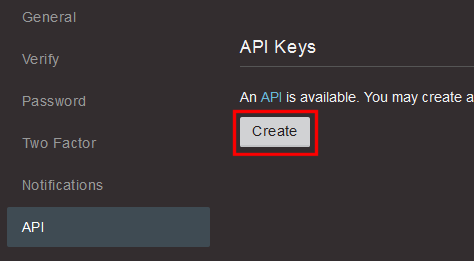 General
Verify
Password
Two Factor
Notifications
API
API Keys
An API is available. You may create a
Create